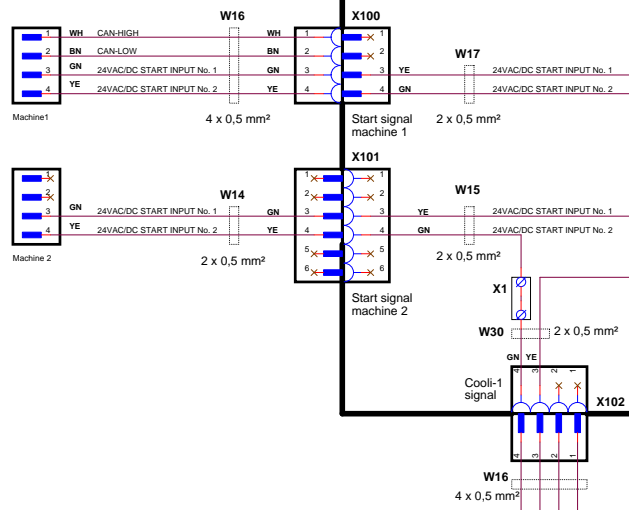 W16
X100
1 WH CAN-HIGH WH 1 1
2 BN CAN-LOW BN 2 2
W17
3 GN 24VAC/DC START INPUT No. 1 GN 3 3 YE 24VAC/DC START INPUT No. 1
4 YE 24VAC/DC START INPUT No. 2 YE 4 4 GN 24VAC/DC START INPUT No. 2
Machine1
4 x 0,5 mm²
Start signal
machine 1
2 x 0,5 mm²
X101
1 1 1
2 2 2
W14
W15
3 GN 24VAC/DC START INPUT No. 1 GN 3 3 YE 24VAC/DC START INPUT No. 1
4 YE 24VAC/DC START INPUT No. 2 YE 4 4 GN 24VAC/DC START INPUT No. 2
5 5
6 6
Machine 2
2 x 0,5 mm²
2 x 0,5 mm²
Start signal
machine 2
X1
W30
2 x 0,5 mm²
GN YE
4 3 2 1
Cooli-1
signal
X102
4 3 2 1
W16
4 x 0,5 mm²